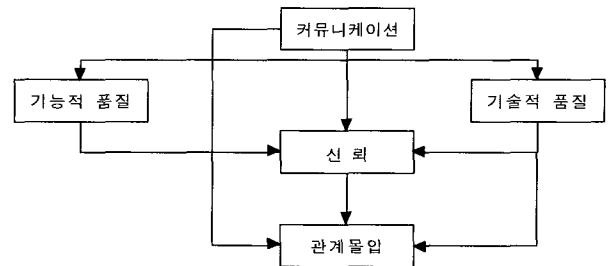 커뮤니케이션
기능적 품질
기술적 품질
신 뢰
관계몰입